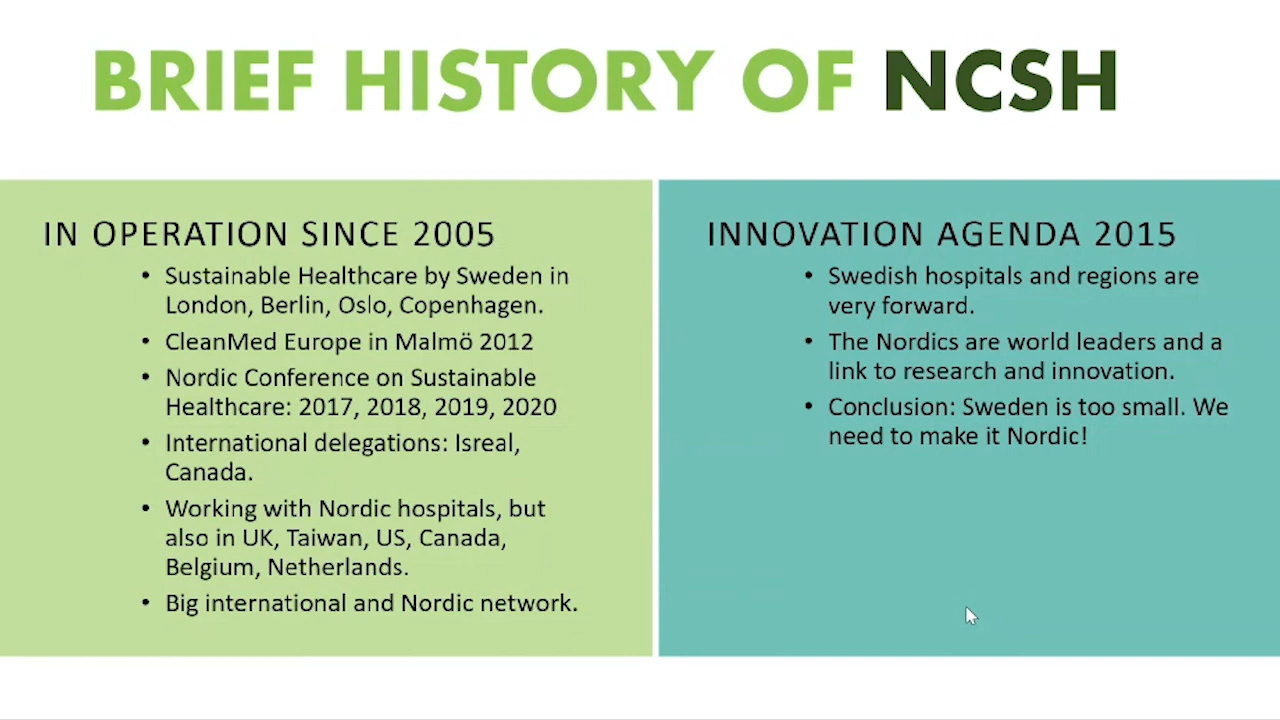 BRIEF HISTORY OF NCSH
IN OPERATION SINCE 2005
• Sustainable Healthcare by Sweden in
London, Berlin, Oslo, Copenhagen.
• CleanMed Europe in Malmö 2012
• Nordic Conference on Sustainable
Healthcare: 2017, 2018, 2019, 2020
• International delegations: Isreal,
Canada.
• Working with Nordic hospitals, but
also in UK, Taiwan, US, Canada,
Belgium, Netherlands.
• Big international and Nordic network.
INNOVATION AGENDA 2015
• Swedish hospitals and regions are
very forward.
• The Nordics are world leaders and a
link to research and innovation.
• Conclusion: Sweden is too small. We
need to make it Nordic!